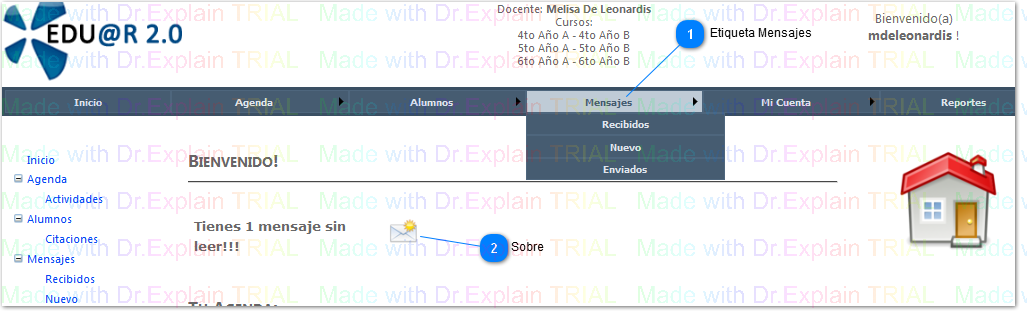 EDU@R 2.0
Docente: Melisa De Leonardis
Cursos:
4to Año A - 4to Año B
5to Año A - 5to Año B
6to Año A - 6to Año B
Bienvenido(a)
mdeleonardis !
1 Etiqueta Mensajes
Inicio Agenda Alumnos Mensajes Mi Cuenta Reportes
Recibidos
Nuevo
Enviados
Inicio
Agenda
Actividades
Alumnos
Citaciones
Mensajes
Recibidos
Nuevo
BIENVENIDO!
Tienes 1 mensaje sin
leer!!!
2 Sobre
TU AGENDA:
Made with Dr.Explain TRIAL